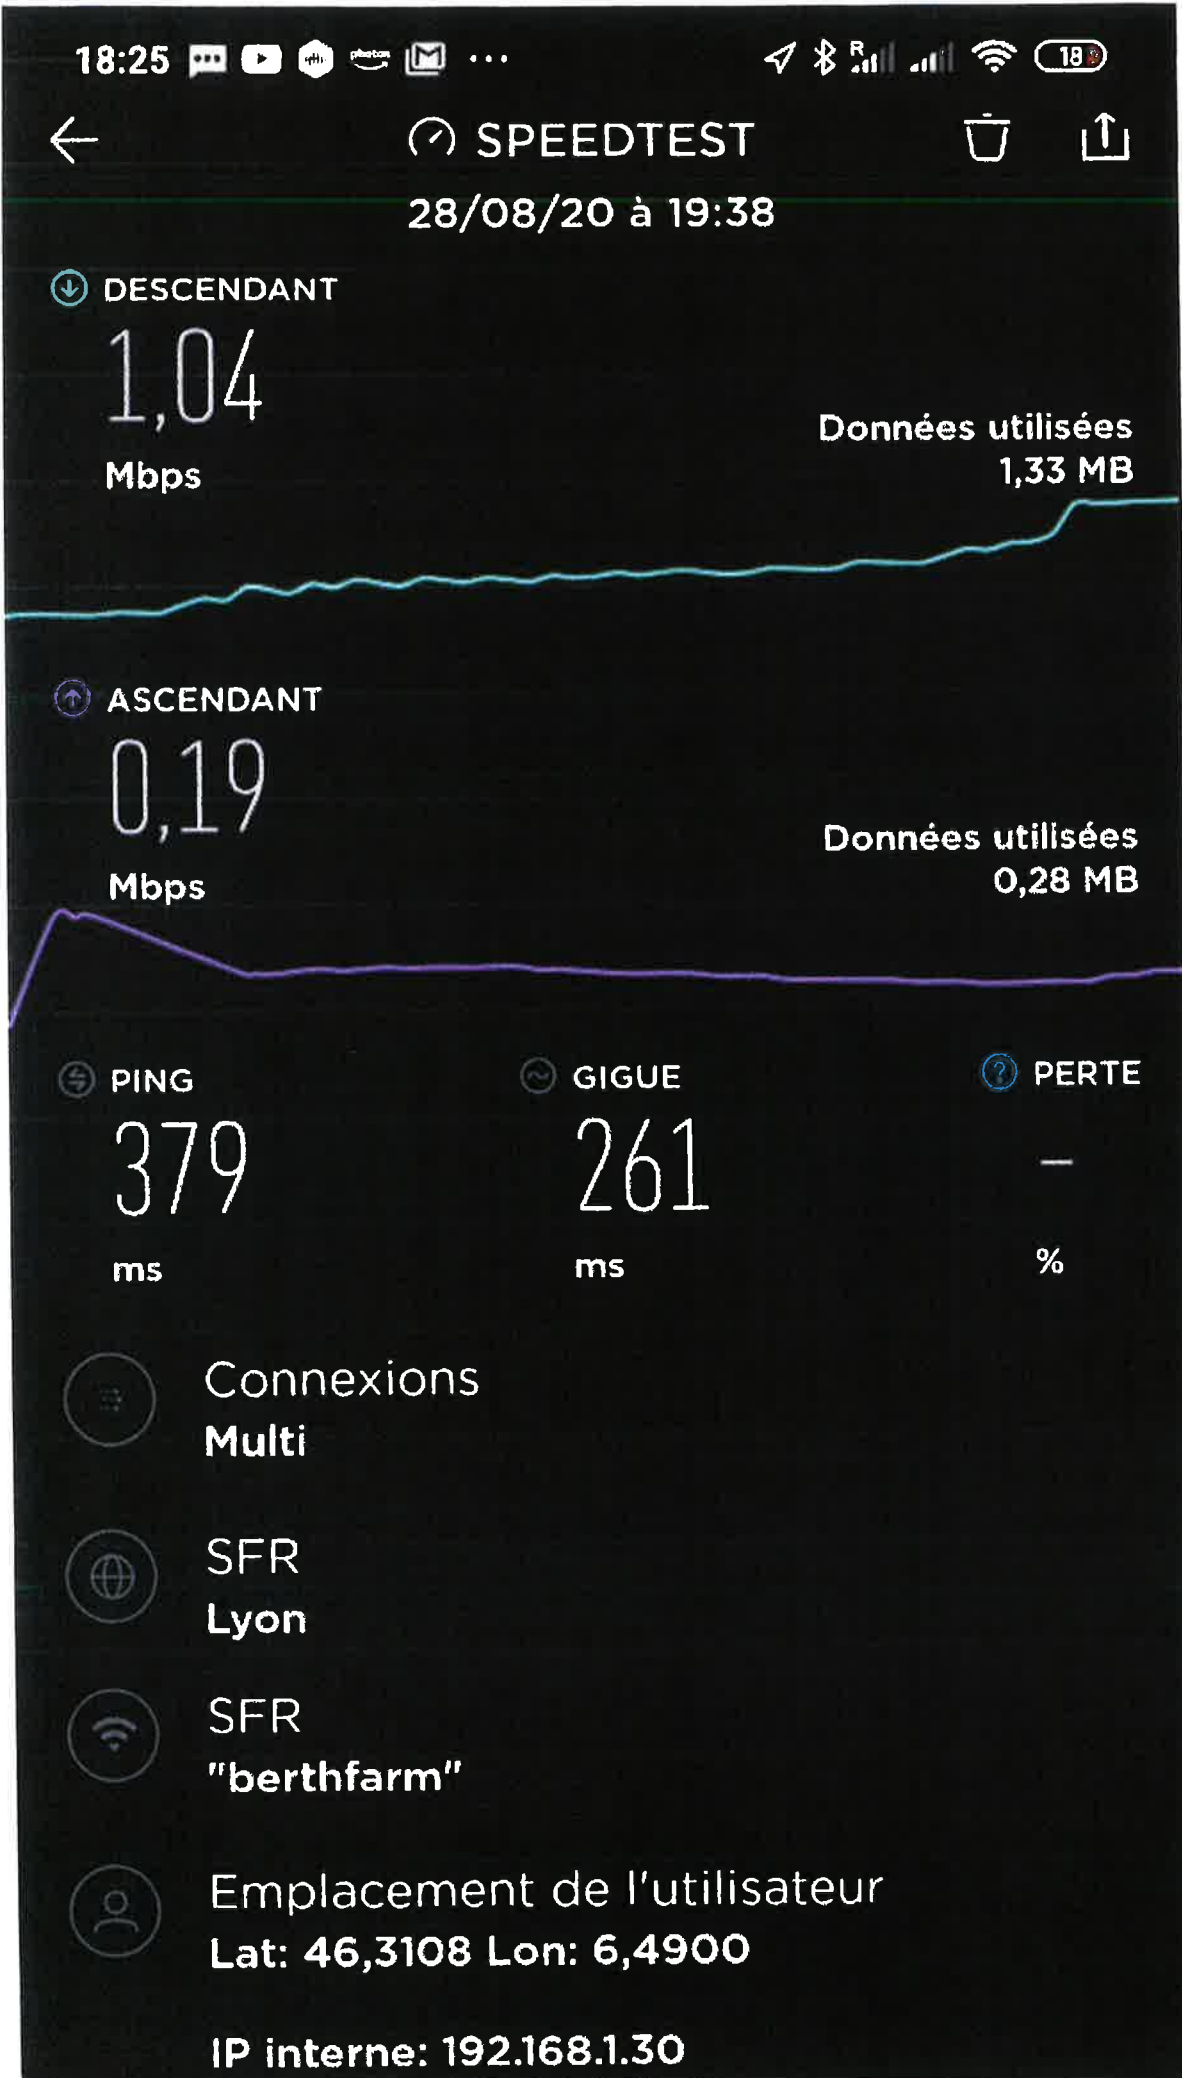 18:25 ...
18
SPEEDTEST
28/08/20 à 19:38
DESCENDANT
1,04
Mbps
Données utilisées
1,33 MB
ASCENDANT
0,19
Mbps
Données utilisées
0,28 MB
PING GIGUE PERTE
379 261 –
ms ms %
Connexions
Multi
SFR
Lyon
SFR
"berthfarm"
Emplacement de l'utilisateur
Lat: 46,3108 Lon: 6,4900
IP interne: 192.168.1.30